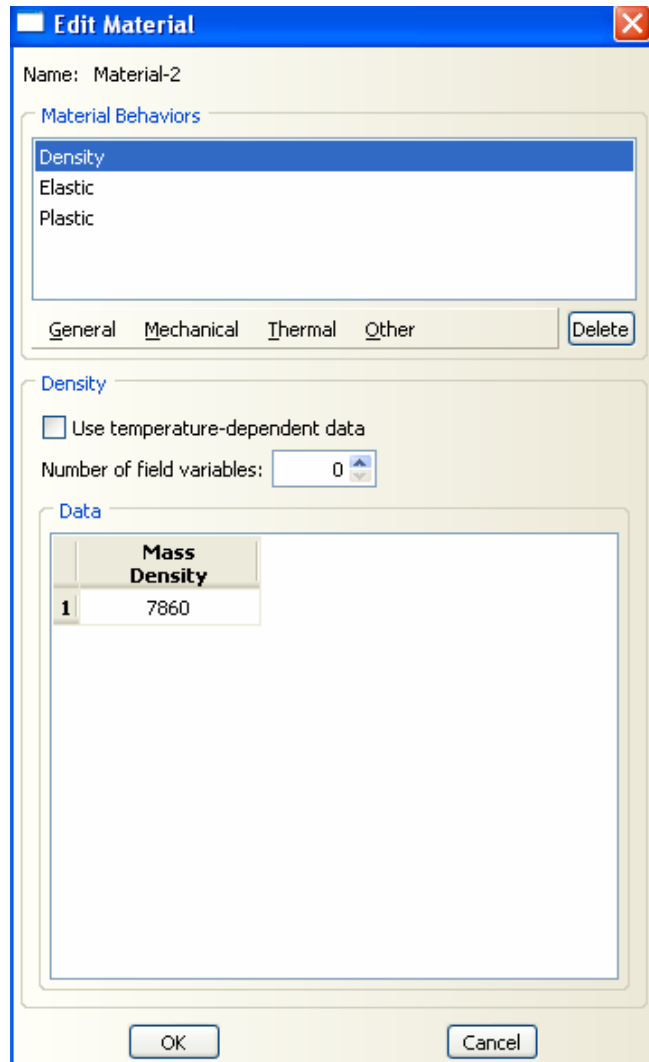 Edit Material
Name: Material-2
Material Behaviors
Density
Elastic
Plastic
General Mechanical Thermal Other Delete
Density
Use temperature-dependent data
Number of field variables: 0
Data
Mass
Density
1 7860
OK Cancel